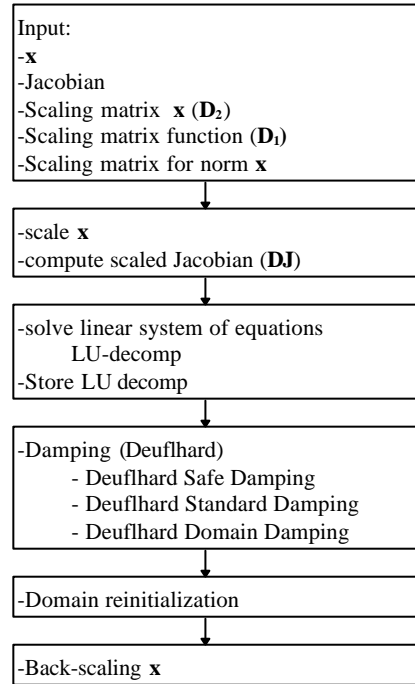 Input:
-x
-Jacobian
-Scaling matrix x (D₂)
-Scaling matrix function (D₁)
-Scaling matrix for norm x
-scale x
-compute scaled Jacobian (DJ)
-solve linear system of equations
LU-decomp
-Store LU decomp
-Damping (Deuflhard)
- Deuflhard Safe Damping
- Deuflhard Standard Damping
- Deuflhard Domain Damping
-Domain reinitialization
-Back-scaling x